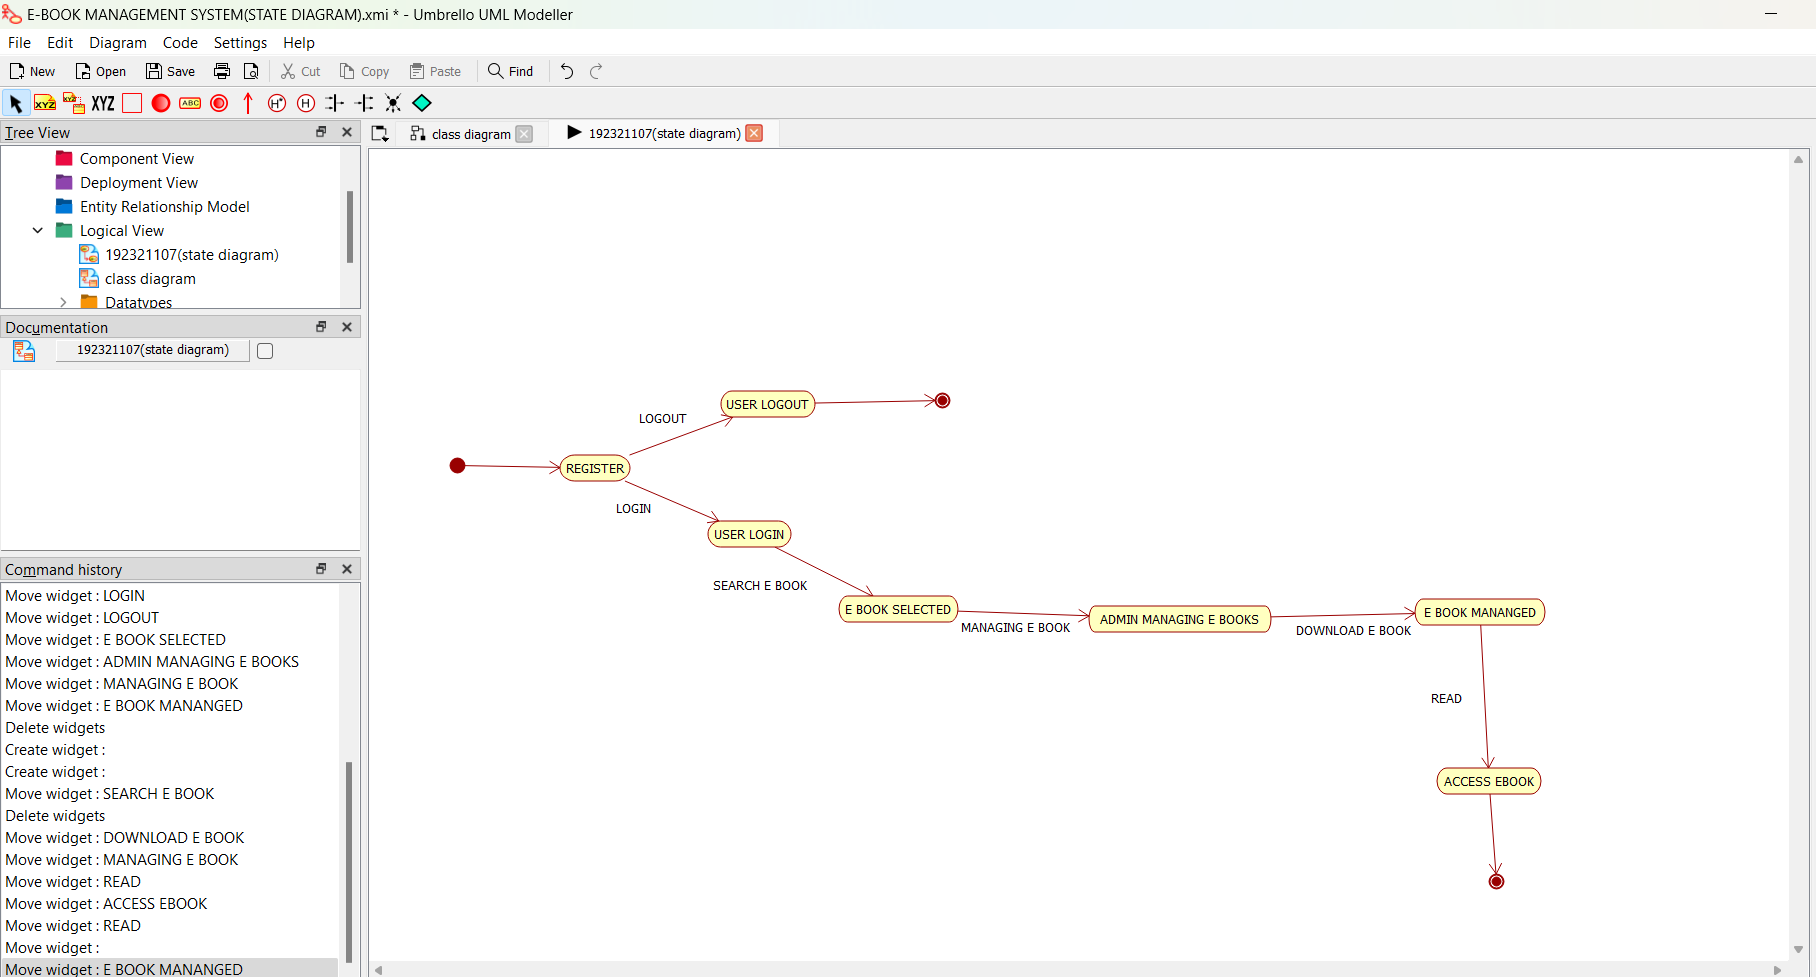 E-BOOK MANAGEMENT SYSTEM(STATE DIAGRAM).xmi * - Umbrello UML Modeller
File Edit Diagram Code Settings Help
New Open Save Cut Copy Paste Find
XYZ XYZ XYZ ABC H* H
Tree View
class diagram
192321107(state diagram)
Component View
Deployment View
Entity Relationship Model
Logical View
192321107(state diagram)
class diagram
Datatypes
Documentation
192321107(state diagram)
Command history
Move widget : LOGIN
Move widget : LOGOUT
Move widget : E BOOK SELECTED
Move widget : ADMIN MANAGING E BOOKS
Move widget : MANAGING E BOOK
Move widget : E BOOK MANANGED
Delete widgets
Create widget :
Create widget :
Move widget : SEARCH E BOOK
Delete widgets
Move widget : DOWNLOAD E BOOK
Move widget : MANAGING E BOOK
Move widget : READ
Move widget : ACCESS EBOOK
Move widget : READ
Move widget :
Move widget : E BOOK MANANGED
USER LOGOUT
LOGOUT
REGISTER
LOGIN
USER LOGIN
SEARCH E BOOK
E BOOK SELECTED
MANAGING E BOOK
ADMIN MANAGING E BOOKS
DOWNLOAD E BOOK
E BOOK MANANGED
READ
ACCESS EBOOK